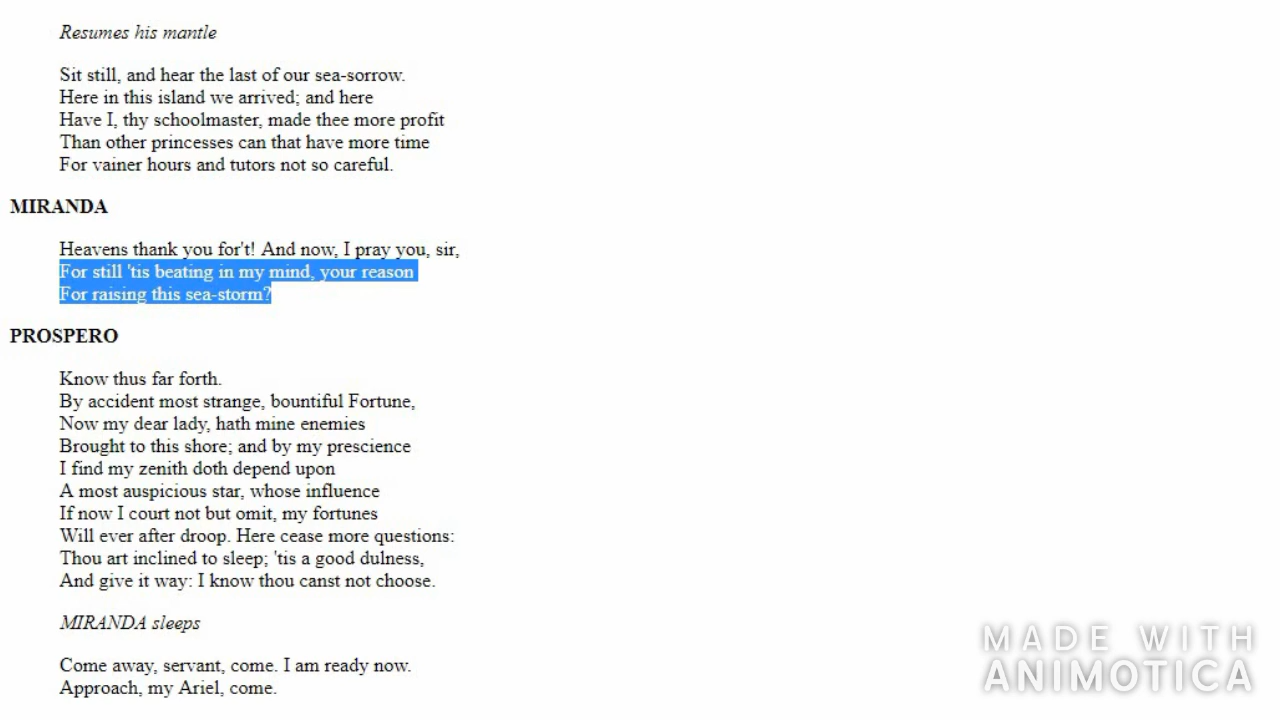 Resumes his mantle
Sit still, and hear the last of our sea-sorrow.
Here in this island we arrived; and here
Have I, thy schoolmaster, made thee more profit
Than other princesses can that have more time
For vainer hours and tutors not so careful.
MIRANDA
Heavens thank you for't! And now, I pray you, sir,
For still 'tis beating in my mind, your reason
For raising this sea-storm?
PROSPERO
Know thus far forth.
By accident most strange, bountiful Fortune,
Now my dear lady, hath mine enemies
Brought to this shore; and by my prescience
I find my zenith doth depend upon
A most auspicious star, whose influence
If now I court not but omit, my fortunes
Will ever after droop. Here cease more questions:
Thou art inclined to sleep; 'tis a good dulness,
And give it way: I know thou canst not choose.
MIRANDA sleeps
Come away, servant, come. I am ready now.
Approach, my Ariel, come.
MADE WITH
ANIMOTICA